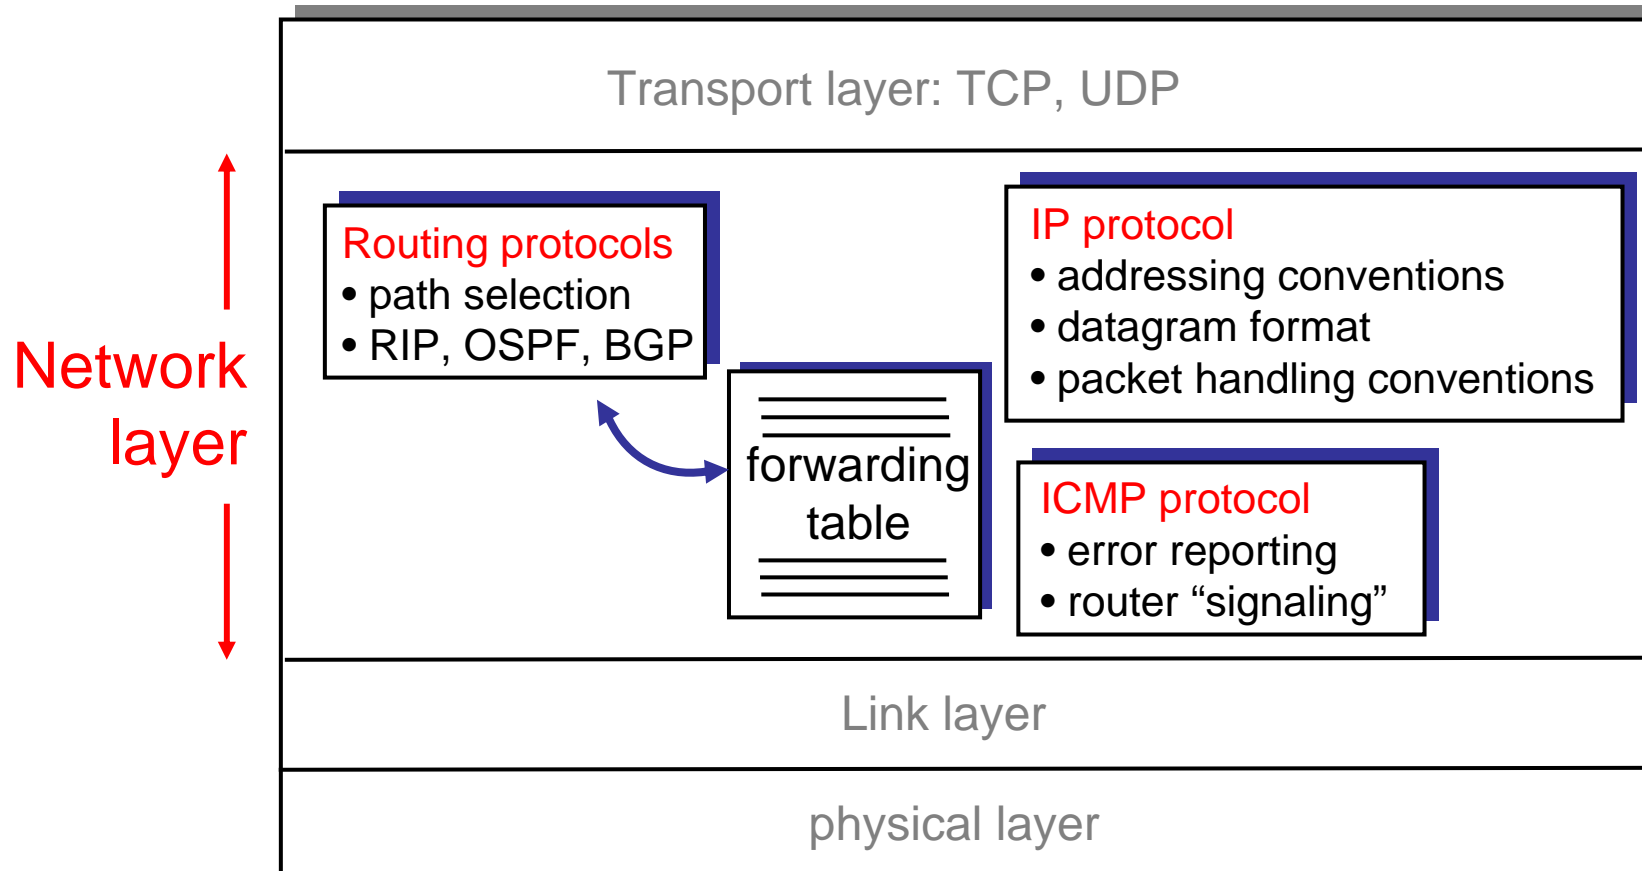 Transport layer: TCP, UDP
Network
layer
Routing protocols
• path selection
• RIP, OSPF, BGP
forwarding
table
IP protocol
• addressing conventions
• datagram format
• packet handling conventions
ICMP protocol
• error reporting
• router “signaling”
Link layer
physical layer